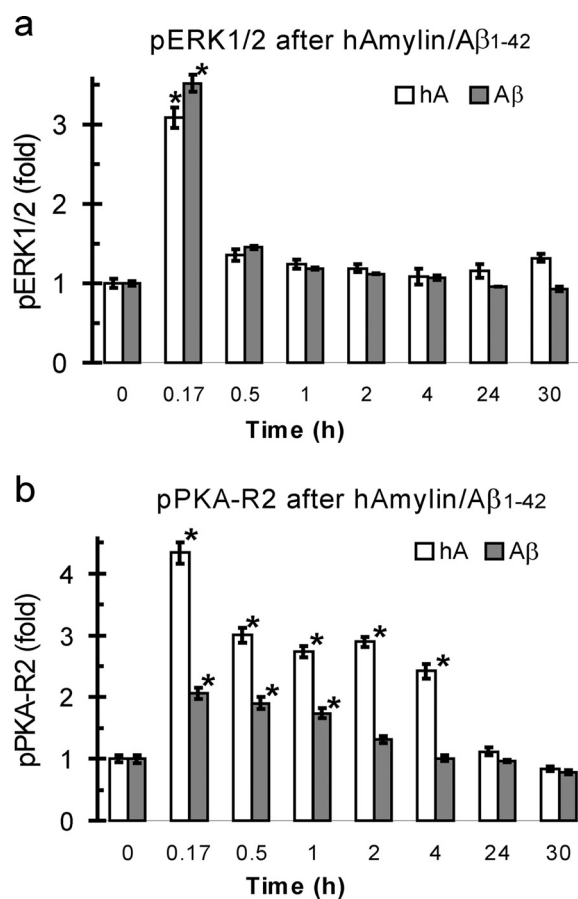 a
pERK1/2 after hAmylin/Aβ1-42
* *
hA Aβ
pERK1/2 (fold)
3
2
1
0
0 0.17 0.5 1 2 4 24 30
Time (h)
b
pPKA-R2 after hAmylin/Aβ1-42
hA Aβ
pPKA-R2 (fold)
4
3
2
1
0
* * * * *
* * *
0 0.17 0.5 1 2 4 24 30
Time (h)